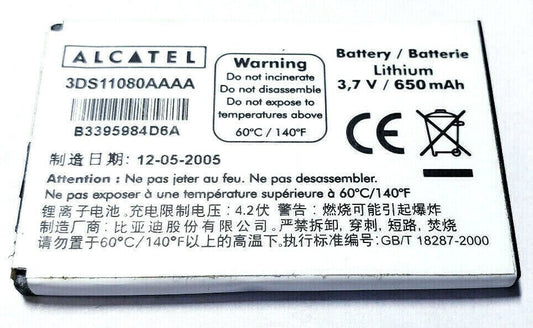 ALCATEL
3DS11080AAAA
B3395984D6A
Warning
Do not incinerate
Do not disassemble
Do not expose to
temperatures above
60°C / 140°F
Battery / Batterie
Lithium
3,7 V / 650 mAh
CE
制造日期: 12-05-2005
Attention : Ne pas jeter au feu. Ne pas desassembler.
Ne pas exposer à une température supérieure à 60°C/140°F
锂离子电池。充电限制电压: 4.2伏 警告: 燃烧可能引起爆炸
制造厂商: 比亚迪股份有限公司。严禁拆卸, 穿刺, 短路, 焚烧
请勿置于60°C/140°F以上的高温下。执行标准编号: GB/T 18287-2000